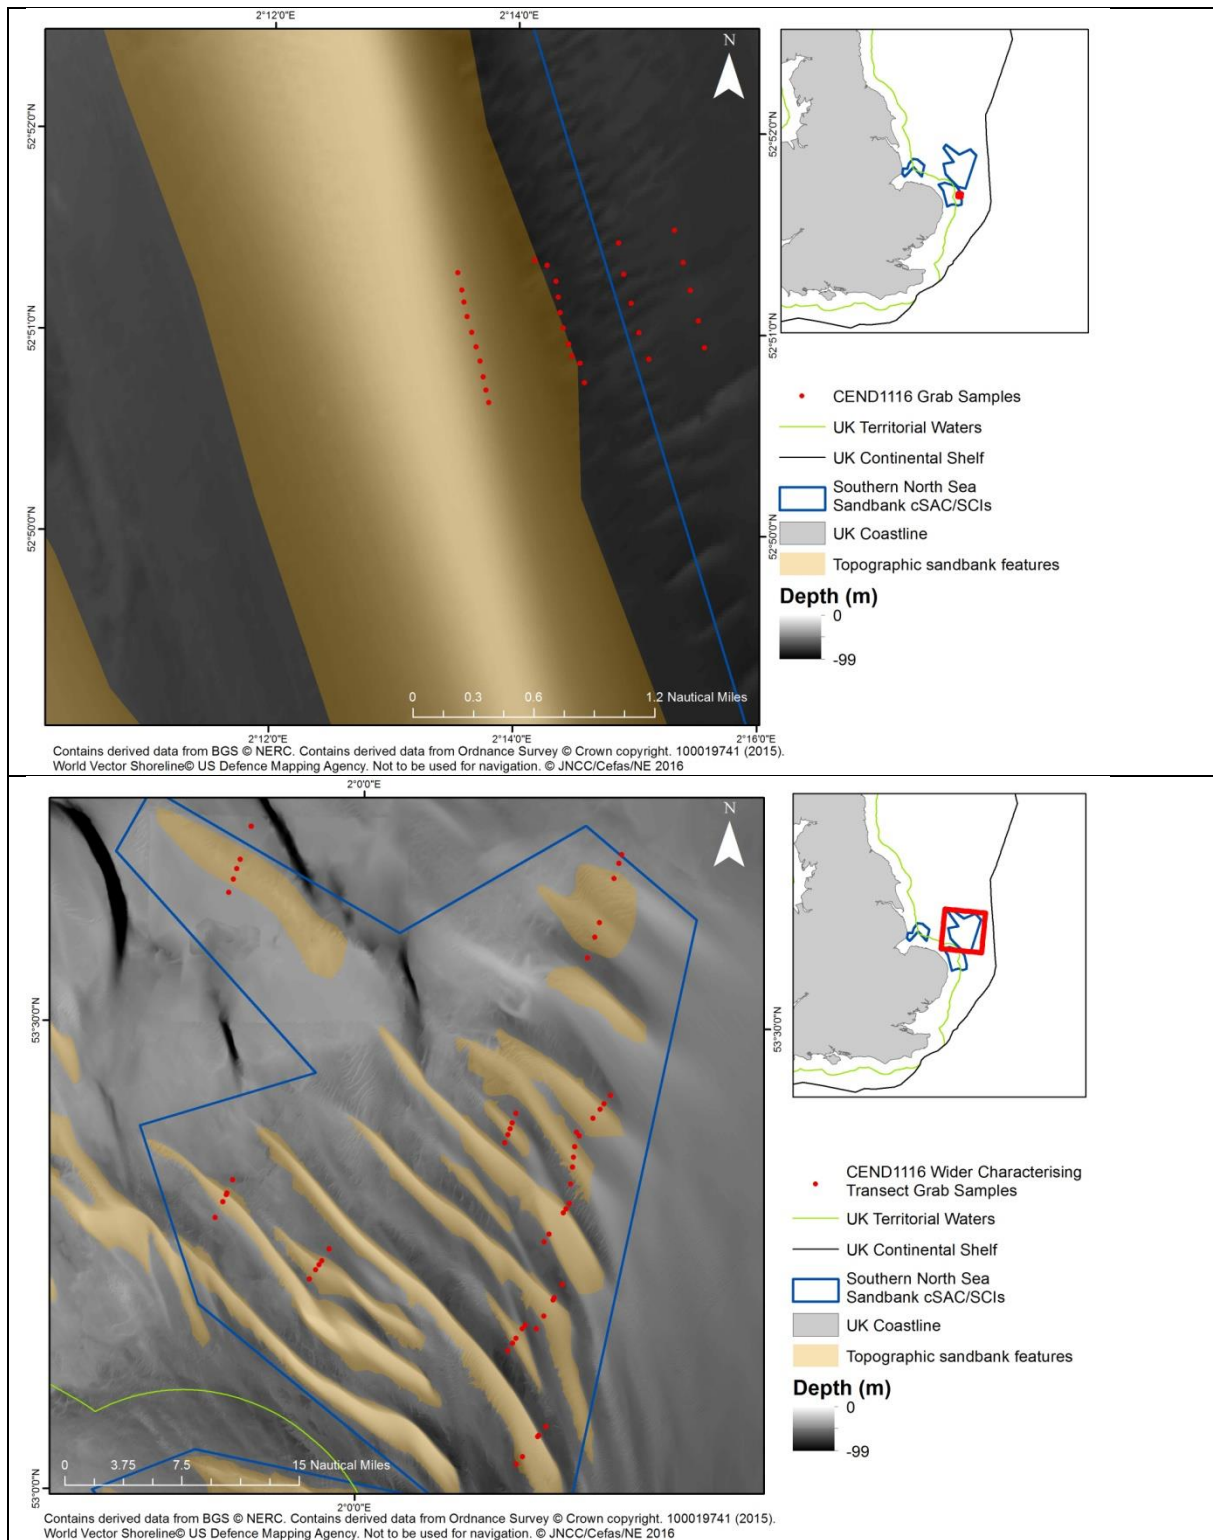 2°12'0"E
2°14'0"E
N
52°52'0"N
52°52'0"N
52°51'0"N
52°51'0"N
52°50'0"N
52°50'0"N
0 0.3 0.6 1.2 Nautical Miles
2°12'0"E
2°14'0"E
2°16'0"E
Contains derived data from BGS © NERC. Contains derived data from Ordnance Survey © Crown copyright. 100019741 (2015).
World Vector Shoreline© US Defence Mapping Agency. Not to be used for navigation. © JNCC/Cefas/NE 2016
CEND1116 Grab Samples
UK Territorial Waters
UK Continental Shelf
Southern North Sea
Sandbank cSAC/SCIs
UK Coastline
Topographic sandbank features
Depth (m)
0
-99
2°0'0"E
N
53°30'0"N
53°30'0"N
53°0'0"N
0 3.75 7.5 15 Nautical Miles
2°0'0"E
Contains derived data from BGS © NERC. Contains derived data from Ordnance Survey © Crown copyright. 100019741 (2015).
World Vector Shoreline© US Defence Mapping Agency. Not to be used for navigation. © JNCC/Cefas/NE 2016
CEND1116 Wider Characterising
Transect Grab Samples
UK Territorial Waters
UK Continental Shelf
Southern North Sea
Sandbank cSAC/SCIs
UK Coastline
Topographic sandbank features
Depth (m)
0
-99